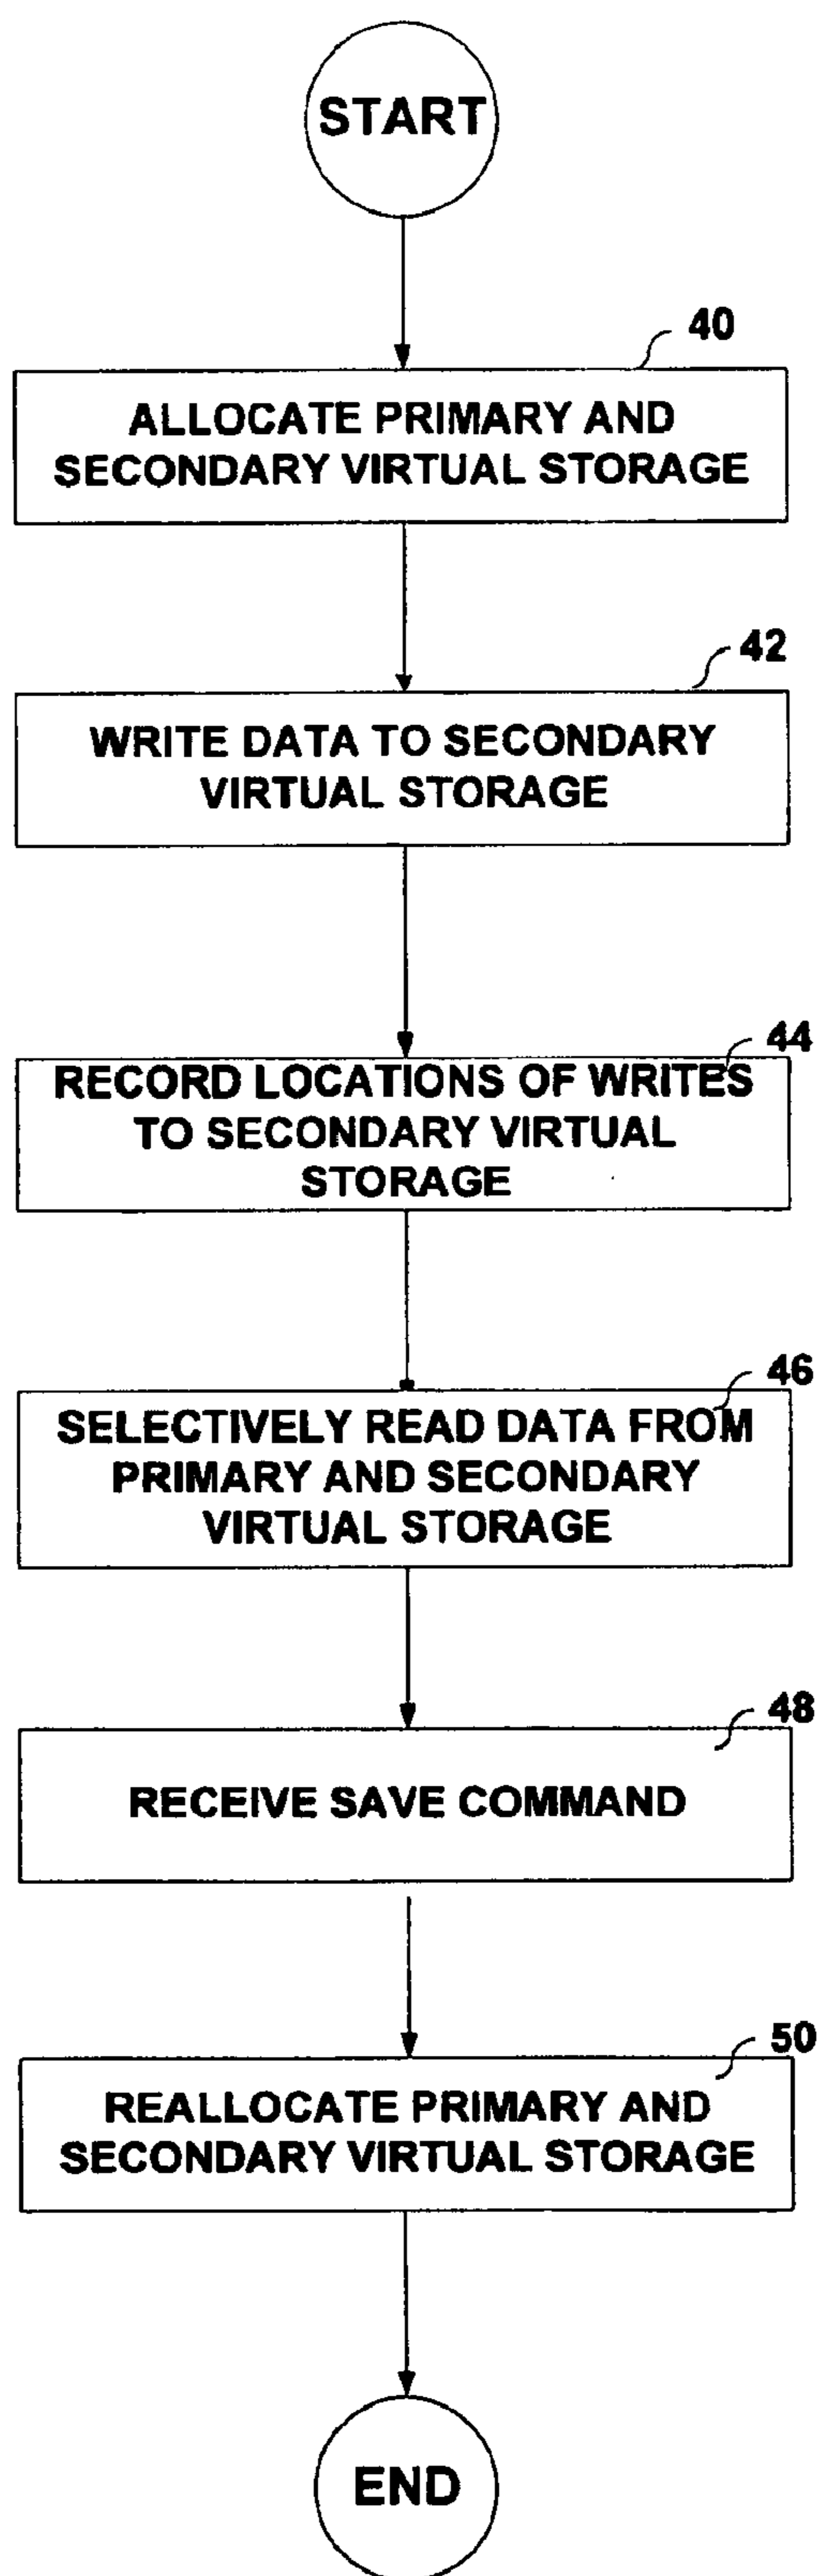 START
40
ALLOCATE PRIMARY AND
SECONDARY VIRTUAL STORAGE
42
WRITE DATA TO SECONDARY
VIRTUAL STORAGE
44
RECORD LOCATIONS OF WRITES
TO SECONDARY VIRTUAL
STORAGE
46
SELECTIVELY READ DATA FROM
PRIMARY AND SECONDARY
VIRTUAL STORAGE
48
RECEIVE SAVE COMMAND
50
REALLOCATE PRIMARY AND
SECONDARY VIRTUAL STORAGE
END